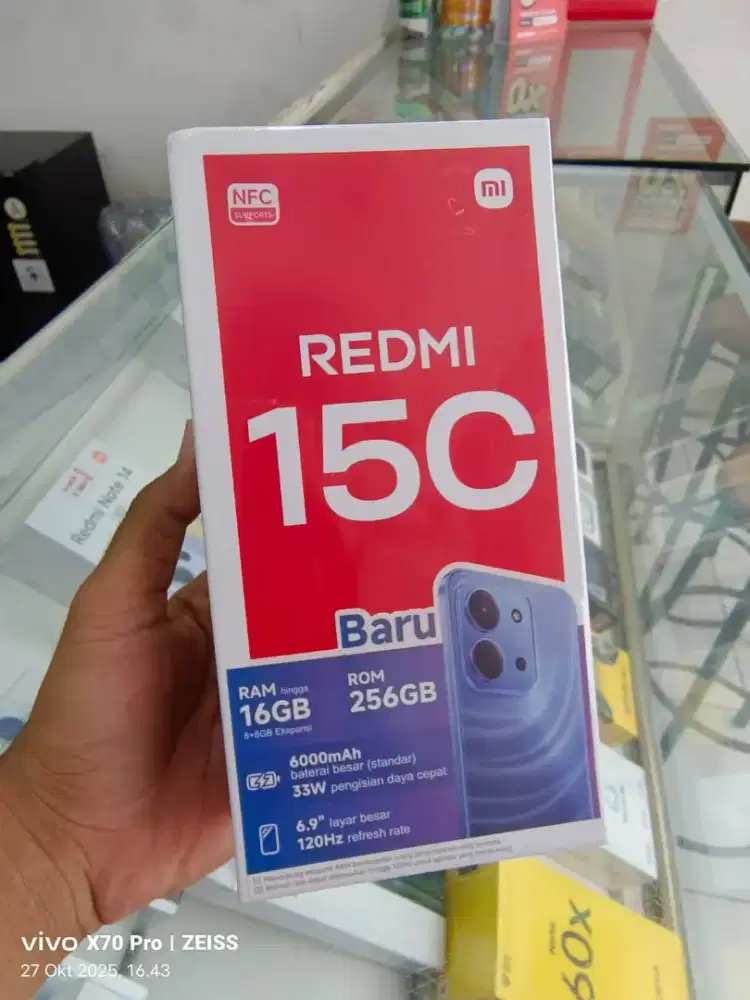 NFC
SUPPORTS
mi
REDMI
15C
Baru
RAM hingga
16GB
8+8GB Ekspansi
ROM
256GB
6000mAh
baterai besar (standar)
33W pengisian daya cepat
6.9" layar besar
120Hz refresh rate
Redmi Note 14
60x
vivo X70 Pro | ZEISS
27 Okt 2025, 16.43